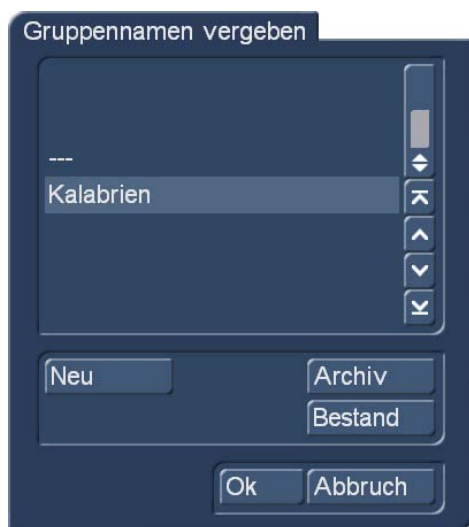 Gruppennamen vergeben
---
Kalabrien
Neu
Archiv
Bestand
Ok
Abbruch